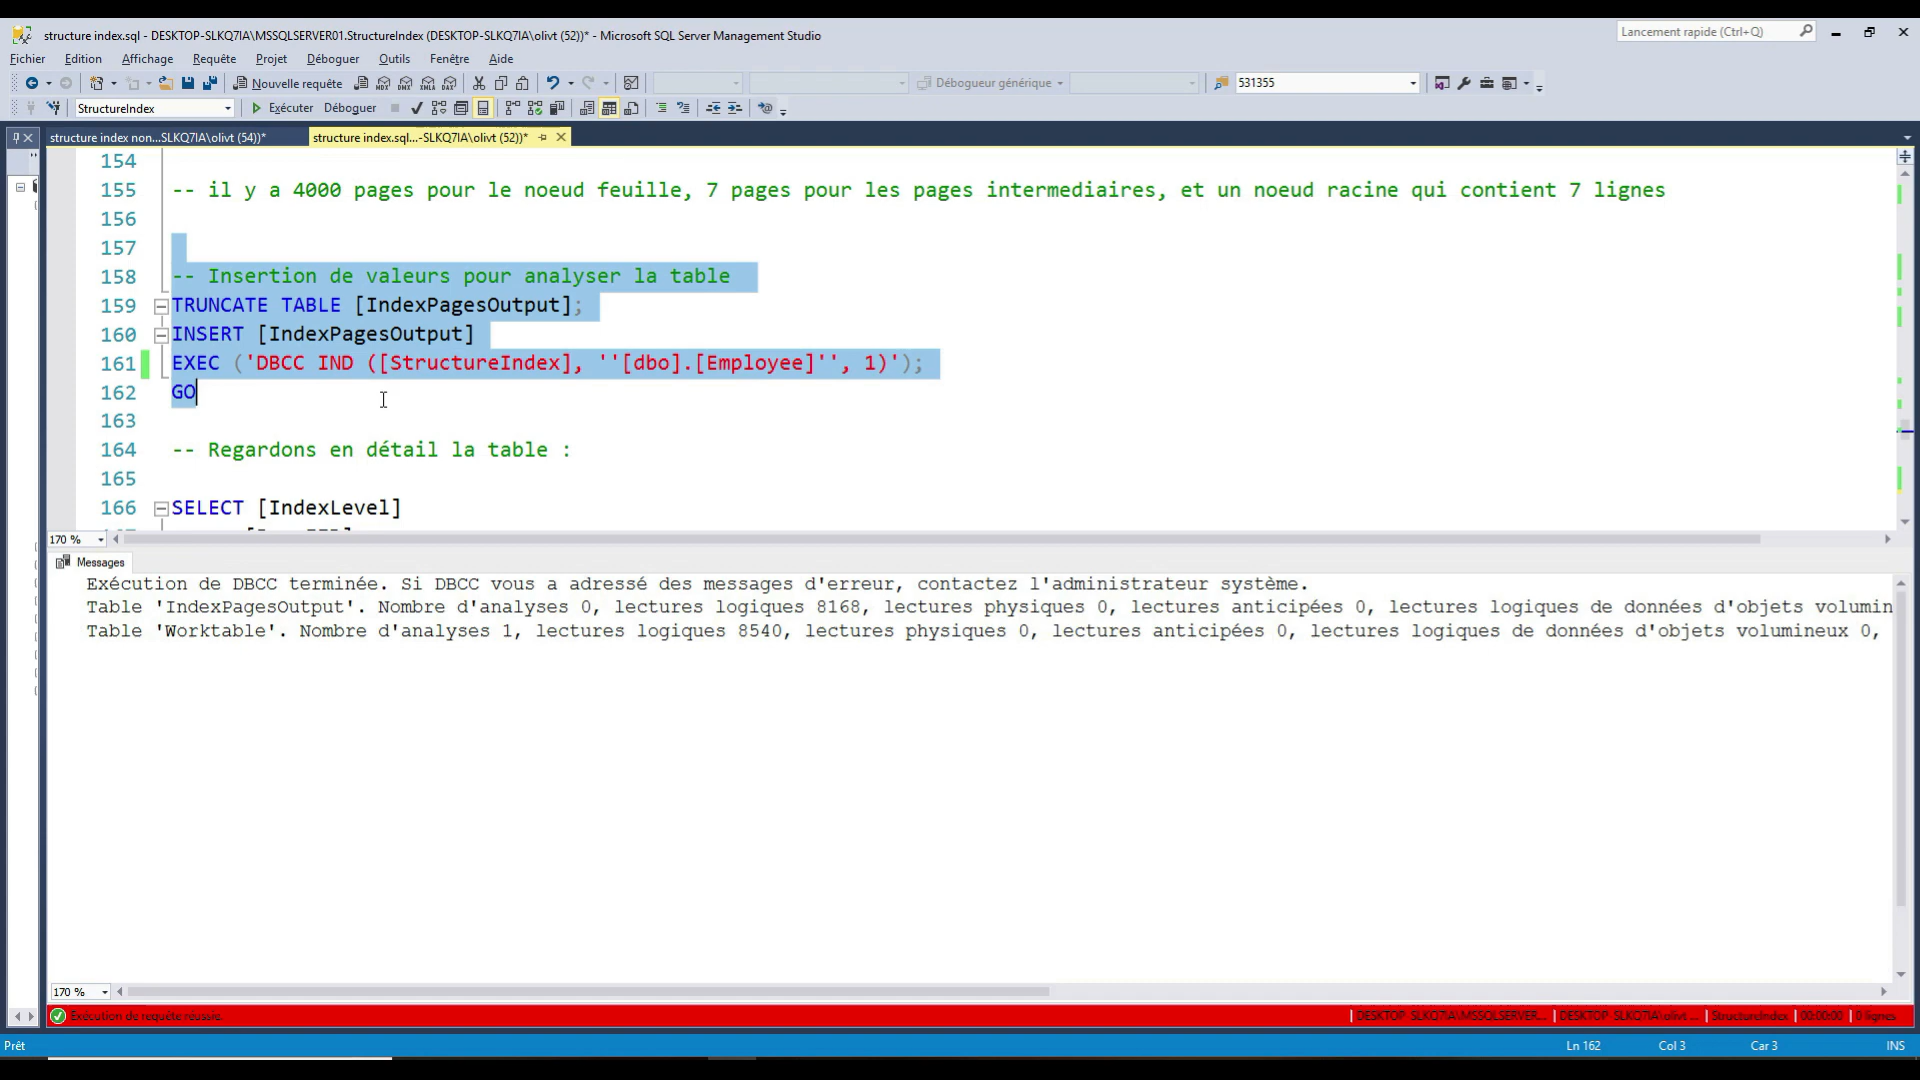 structure index.sql - DESKTOP-SLKQ7IA\MSSQLSERVER01.StructureIndex (DESKTOP-SLKQ7IA\olivt (52))* - Microsoft SQL Server Management Studio
Lancement rapide (Ctrl+Q)
Fichier Edition Affichage Requête Projet Déboguer Outils Fenêtre Aide
Nouvelle requête
Débogueur générique
531355
StructureIndex
Exécuter Déboguer
structure index non...SLKQ7IA\olivt (54))*
structure index.sql...-SLKQ7IA\olivt (52))*
154
155 -- il y a 4000 pages pour le noeud feuille, 7 pages pour les pages intermediaires, et un noeud racine qui contient 7 lignes
156
157
158 -- Insertion de valeurs pour analyser la table
159 TRUNCATE TABLE [IndexPagesOutput];
160 INSERT [IndexPagesOutput]
161 EXEC ('DBCC IND ([StructureIndex], ''[dbo].[Employee]'', 1)');
162 GO
163
164 -- Regardons en détail la table :
165
166 SELECT [IndexLevel]
170 %
Messages
Exécution de DBCC terminée. Si DBCC vous a adressé des messages d'erreur, contactez l'administrateur système.
Table 'IndexPagesOutput'. Nombre d'analyses 0, lectures logiques 8168, lectures physiques 0, lectures anticipées 0, lectures logiques de données d'objets volumin
Table 'Worktable'. Nombre d'analyses 1, lectures logiques 8540, lectures physiques 0, lectures anticipées 0, lectures logiques de données d'objets volumineux 0,
170 %
Exécution de requête réussie.
DESKTOP-SLKQ7IA\MSSQLSERVER... DESKTOP-SLKQ7IA\olivt ... StructureIndex 00:00:00 0 lignes
Prêt
Ln 162 Col 3 Car 3 INS